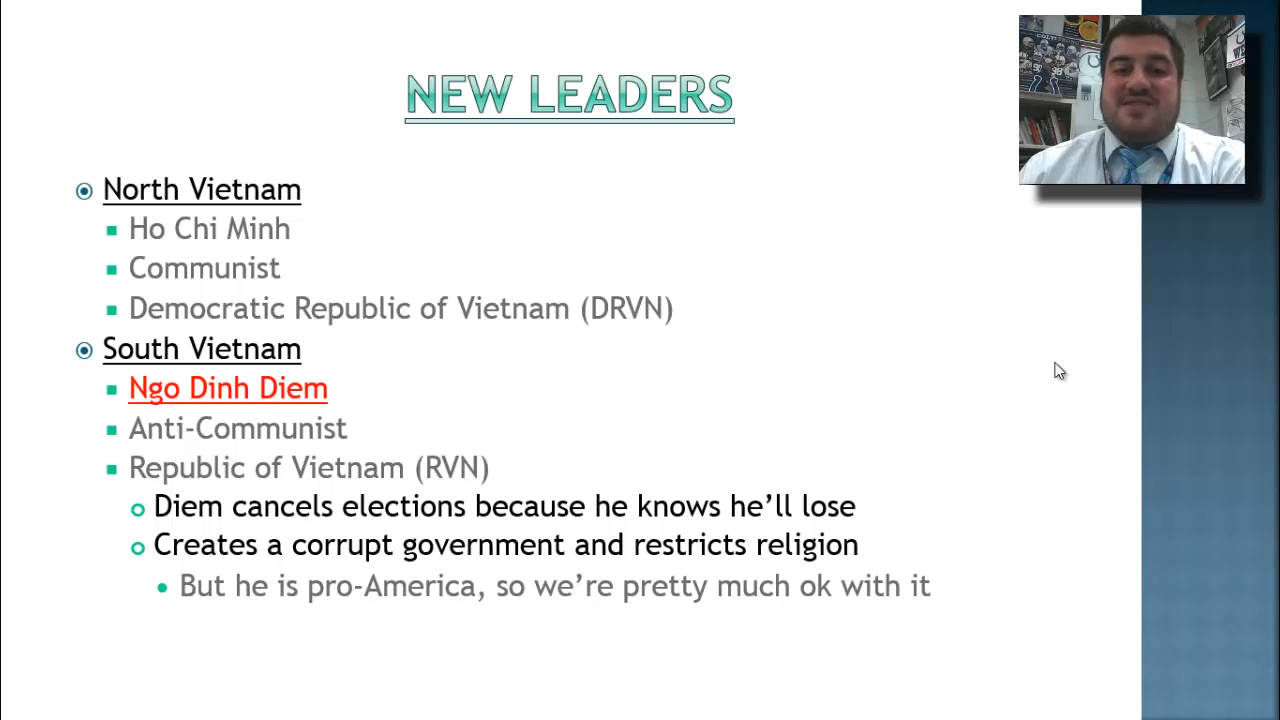 NEW LEADERS
North Vietnam
Ho Chi Minh
Communist
Democratic Republic of Vietnam (DRVN)
South Vietnam
Ngo Dinh Diem
Anti-Communist
Republic of Vietnam (RVN)
Diem cancels elections because he knows he'll lose
Creates a corrupt government and restricts religion
But he is pro-America, so we're pretty much ok with it